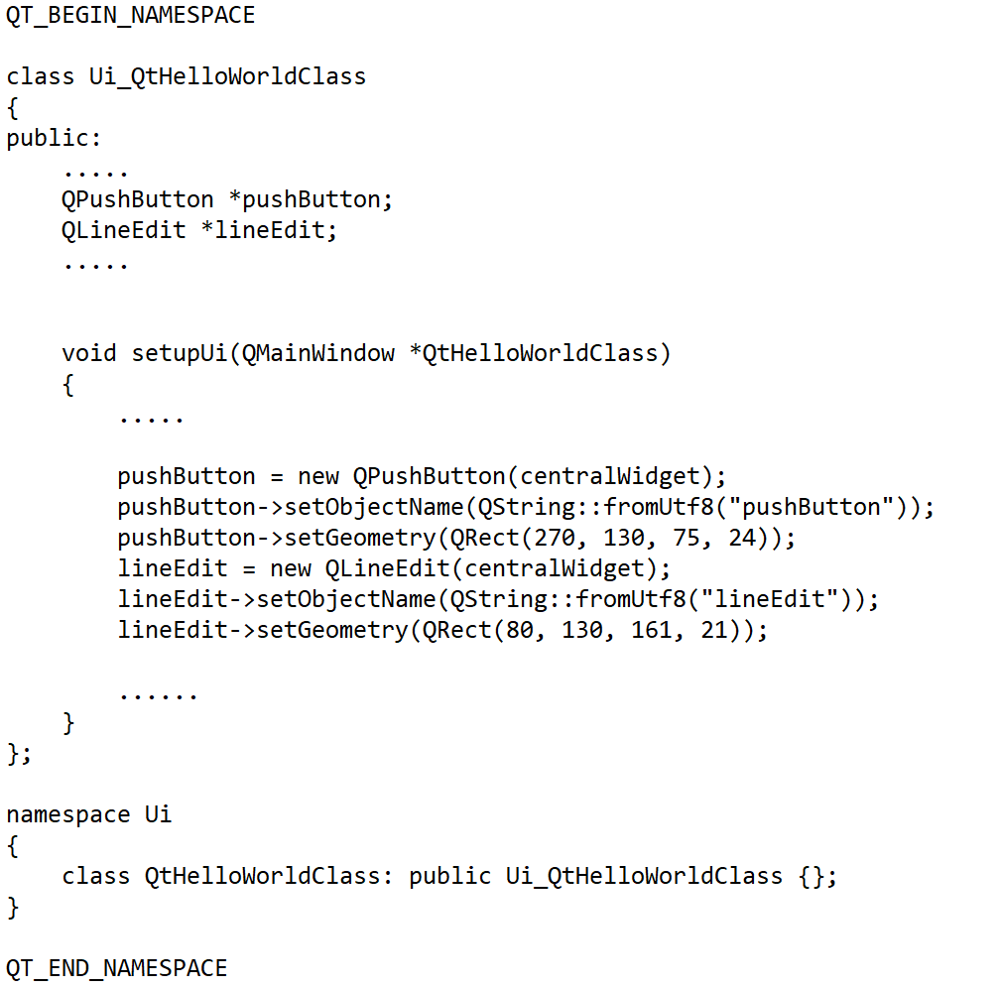 QT_BEGIN_NAMESPACE
class Ui_QtHelloWorldClass
{
public:
    .....
    QPushButton *pushButton;
    QLineEdit *lineEdit;
    .....
    void setupUi(QMainWindow *QtHelloWorldClass)
    {
        .....
        pushButton = new QPushButton(centralWidget);
        pushButton->setObjectName(QString::fromUtf8("pushButton"));
        pushButton->setGeometry(QRect(270, 130, 75, 24));
        lineEdit = new QLineEdit(centralWidget);
        lineEdit->setObjectName(QString::fromUtf8("lineEdit"));
        lineEdit->setGeometry(QRect(80, 130, 161, 21));
        ......
    }
};
namespace Ui
{
    class QtHelloWorldClass: public Ui_QtHelloWorldClass {};
}
QT_END_NAMESPACE